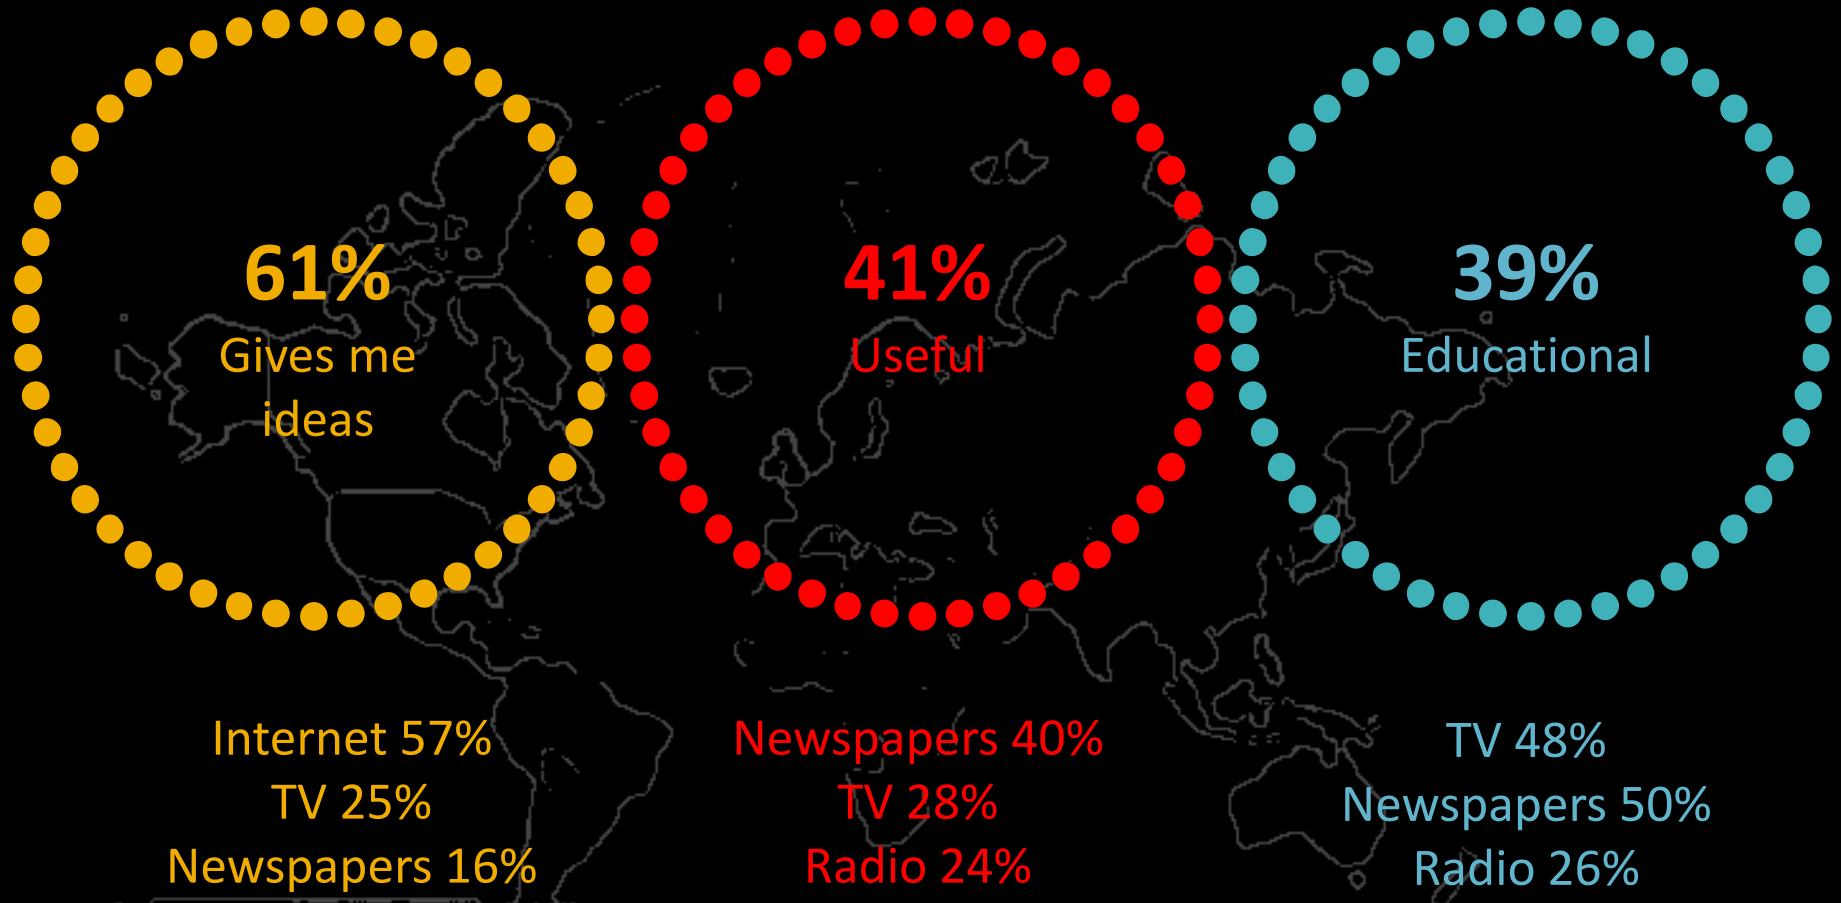 61%
Gives me
ideas
41%
Useful
39%
Educational
Internet 57%
TV 25%
Newspapers 16%
Newspapers 40%
TV 28%
Radio 24%
TV 48%
Newspapers 50%
Radio 26%